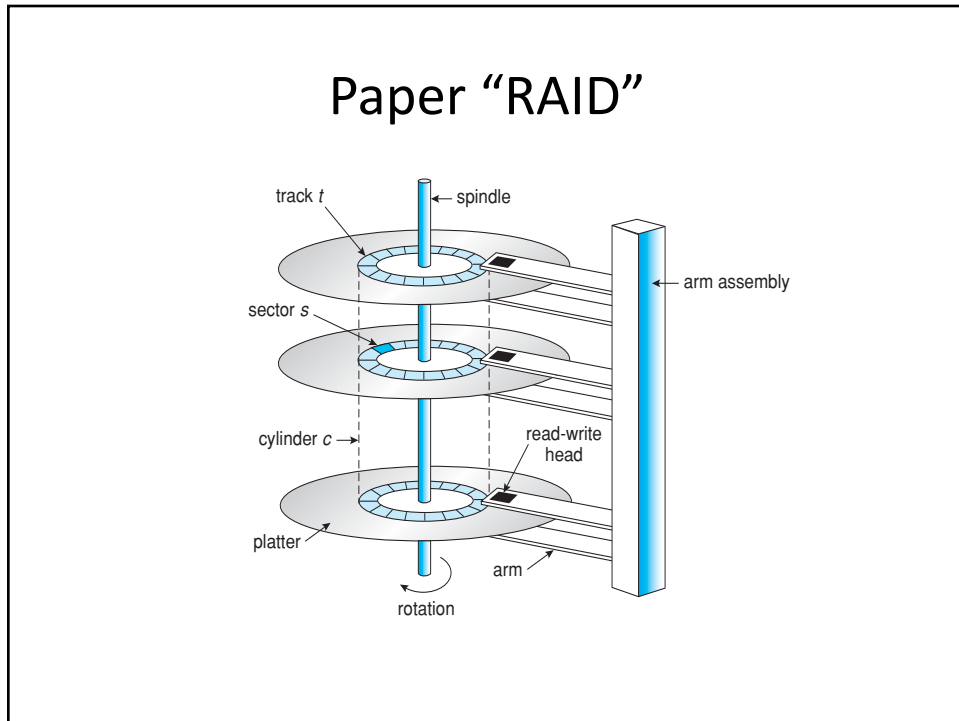 Paper “RAID”
track t
spindle
arm assembly
sector s
cylinder c
read-write
head
platter
arm
rotation